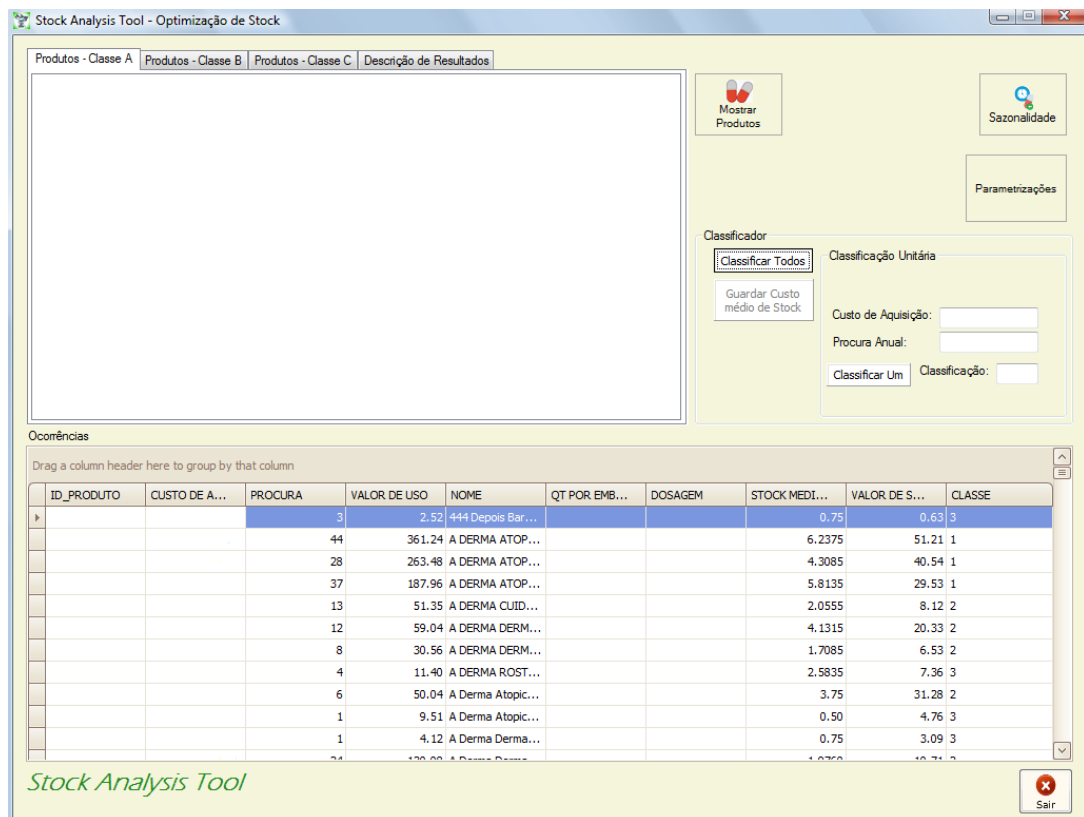 Stock Analysis Tool - Optimização de Stock
Produtos - Classe A Produtos - Classe B Produtos - Classe C Descrição de Resultados
Mostrar
Produtos
Sazonalidade
Parametrizações
Classificador
Classificar Todos
Guardar Custo
médio de Stock
Classificação Unitária
Custo de Aquisição:
Procura Anual:
Classificar Um Classificação:
Ocorrências
Drag a column header here to group by that column
ID_PRODUTO CUSTO DE A... PROCURA VALOR DE USO NOME QT POR EMB... DOSAGEM STOCK MEDI... VALOR DE S... CLASSE
3 2.52 444 Depois Bar... 0.75 0.63 3
44 361.24 A DERMA ATOP... 6.2375 51.21 1
28 263.48 A DERMA ATOP... 4.3085 40.54 1
37 187.96 A DERMA ATOP... 5.8135 29.53 1
13 51.35 A DERMA CUID... 2.0555 8.12 2
12 59.04 A DERMA DERM... 4.1315 20.33 2
8 30.56 A DERMA DERM... 1.7085 6.53 2
4 11.40 A DERMA ROST... 2.5835 7.36 3
6 50.04 A Derma Atopic... 3.75 31.28 2
1 9.51 A Derma Atopic... 0.50 4.76 3
1 4.12 A Derma Derma... 0.75 3.09 3
Stock Analysis Tool
Sair